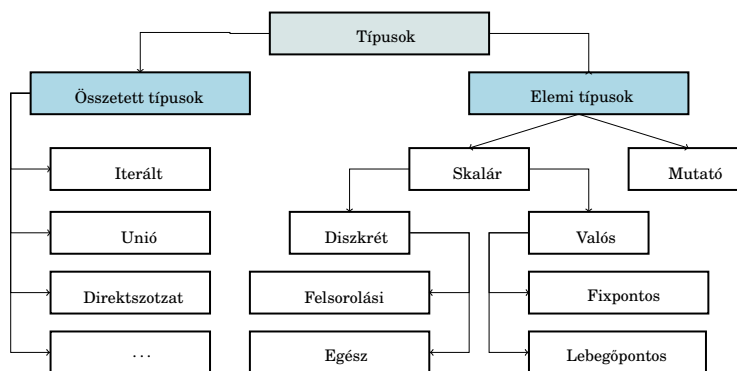 Típusok
Összetett típusok
Elemi típusok
Iterált
Skalár
Mutató
Unió
Diszkrét
Valós
Direktszotzat
Felsorolási
Fixpontos
...
Egész
Lebegőpontos